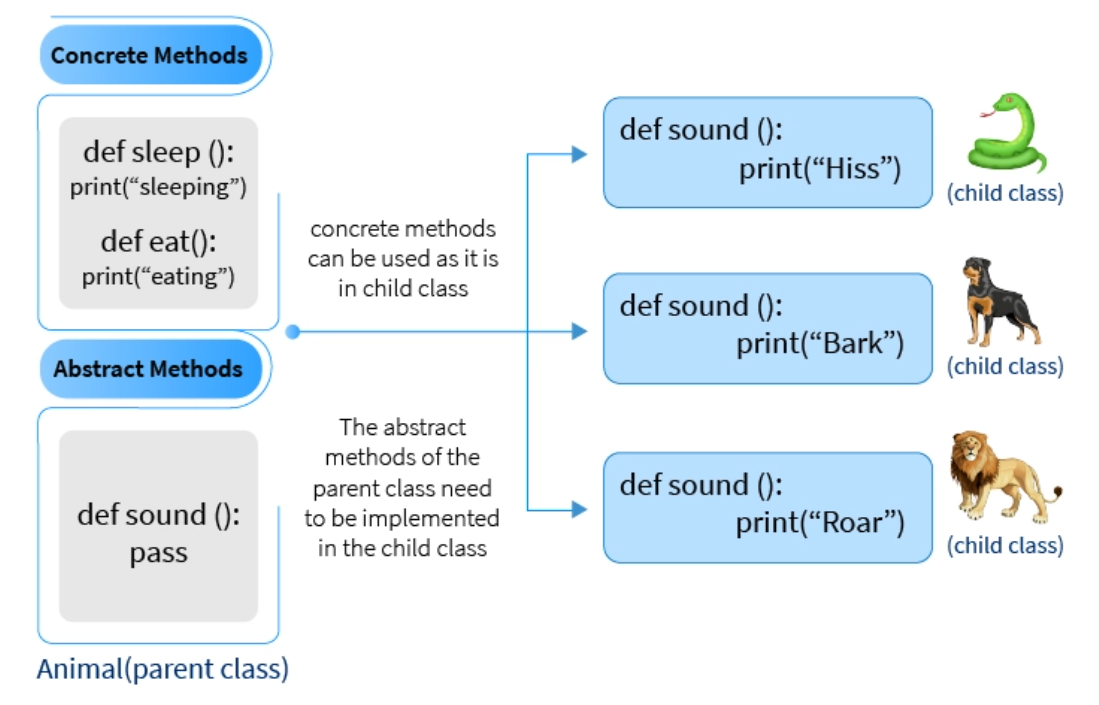 Concrete Methods
def sleep ():
print(“sleeping”)
def eat():
print(“eating”)
Abstract Methods
def sound ():
pass
Animal(parent class)
concrete methods
can be used as it is
in child class
The abstract
methods of the
parent class need
to be implemented
in the child class
def sound ():
print(“Hiss”)
(child class)
def sound ():
print(“Bark”)
(child class)
def sound ():
print(“Roar”)
(child class)